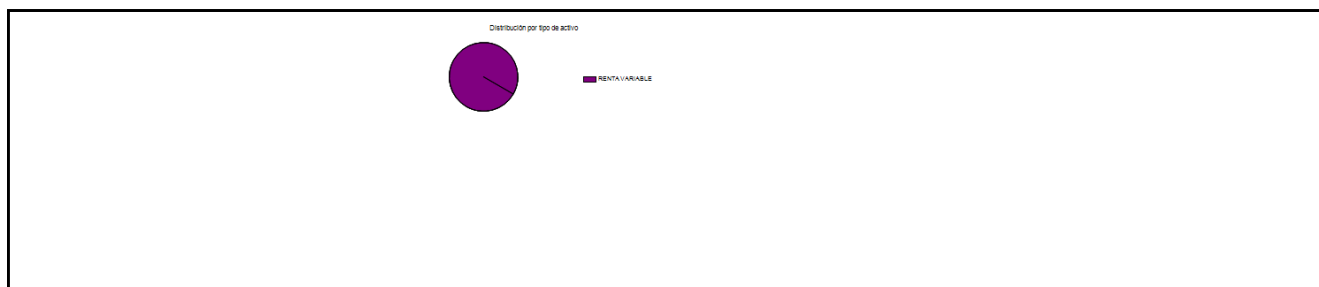 Distribución por tipo de activo
RENTA VARIABLE